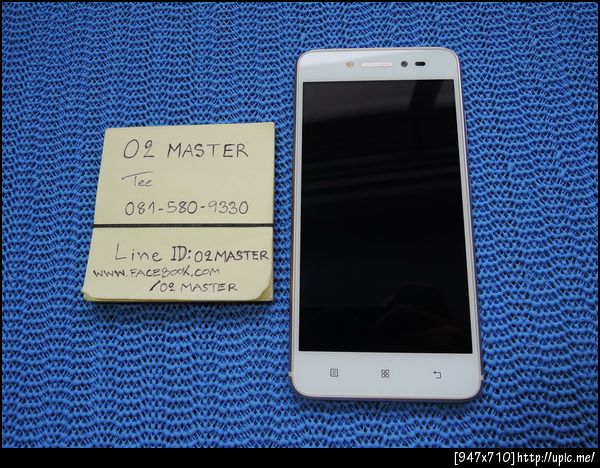 02 MASTER
Tee
081-580-9330
Line ID: 02MASTER
WWW.FACEBOOK.COM
/02 MASTER
[947x710]http://upic.me/